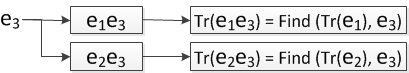 e₃ e₁e₃ Tr(e₁e₃) = Find (Tr(e₁), e₃)
e₂e₃ Tr(e₂e₃) = Find (Tr(e₂), e₃)